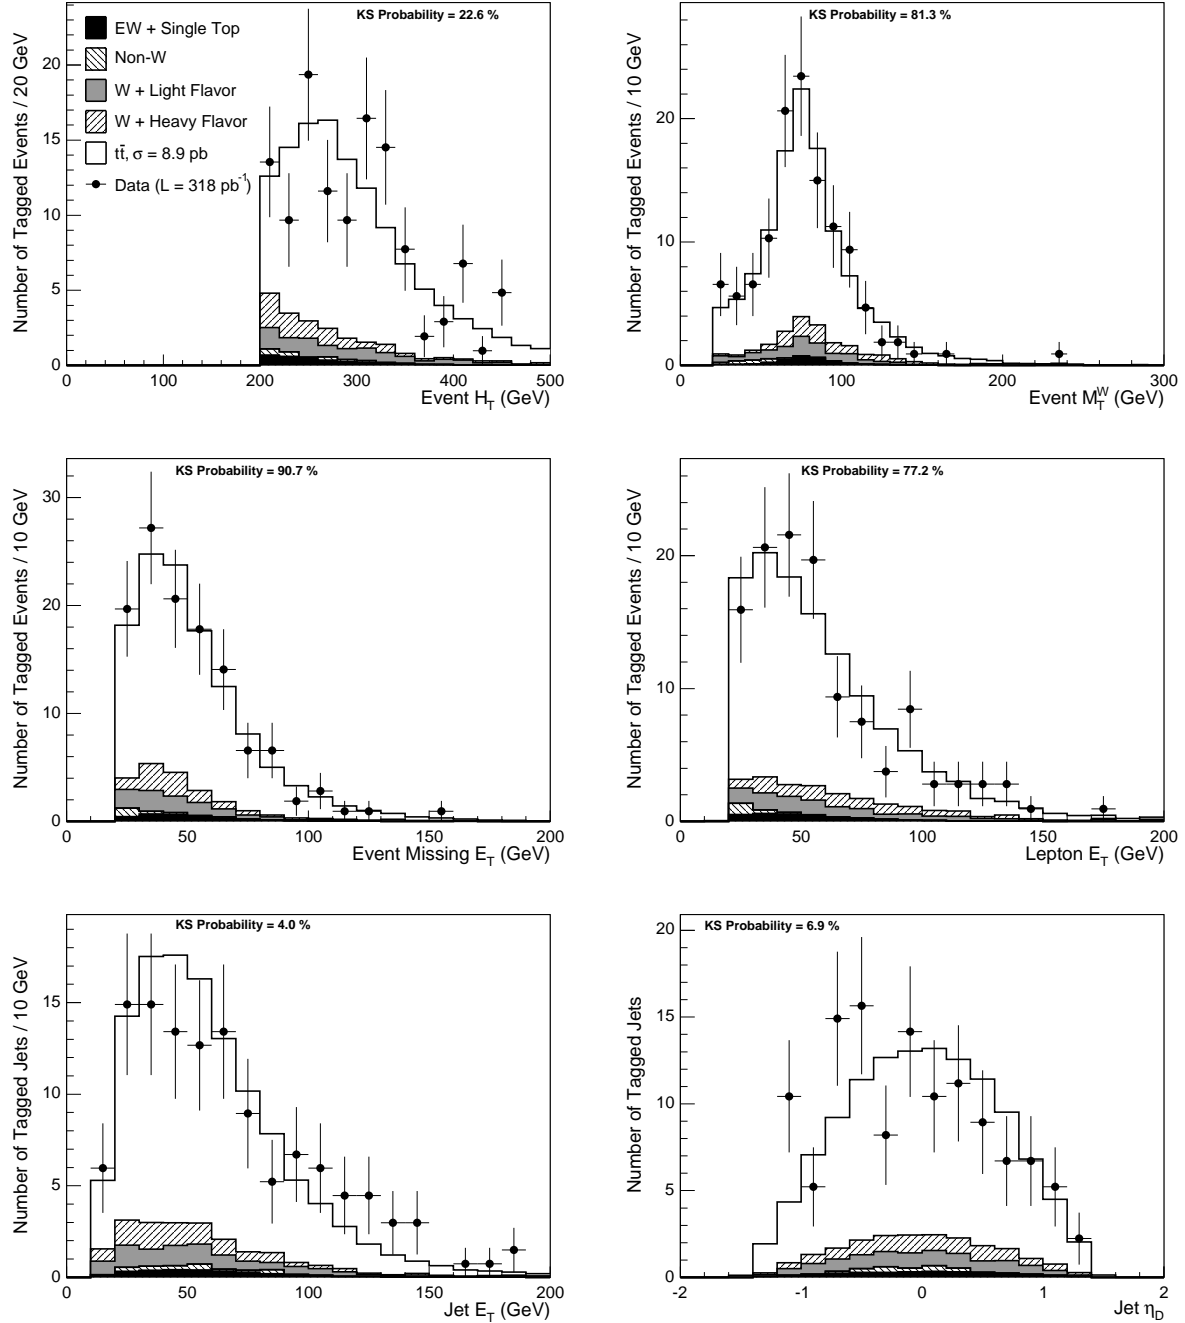 KS Probability = 22.6 %
EW + Single Top
Non-W
W + Light Flavor
W + Heavy Flavor
tt̄, σ = 8.9 pb
Data (L = 318 pb⁻¹)
Number of Tagged Events / 20 GeV
0
5
10
15
20
0 100 200 300 400 500
Event H_T (GeV)
KS Probability = 81.3 %
Number of Tagged Events / 10 GeV
0
10
20
0 100 200 300
Event M_T^W (GeV)
KS Probability = 90.7 %
Number of Tagged Events / 10 GeV
0
10
20
30
0 50 100 150 200
Event Missing E_T (GeV)
KS Probability = 77.2 %
Number of Tagged Events / 10 GeV
0
10
20
0 50 100 150 200
Lepton E_T (GeV)
KS Probability = 4.0 %
Number of Tagged Jets / 10 GeV
0
5
10
15
0 50 100 150 200
Jet E_T (GeV)
KS Probability = 6.9 %
Number of Tagged Jets
0
5
10
15
20
-2 -1 0 1 2
Jet η_D